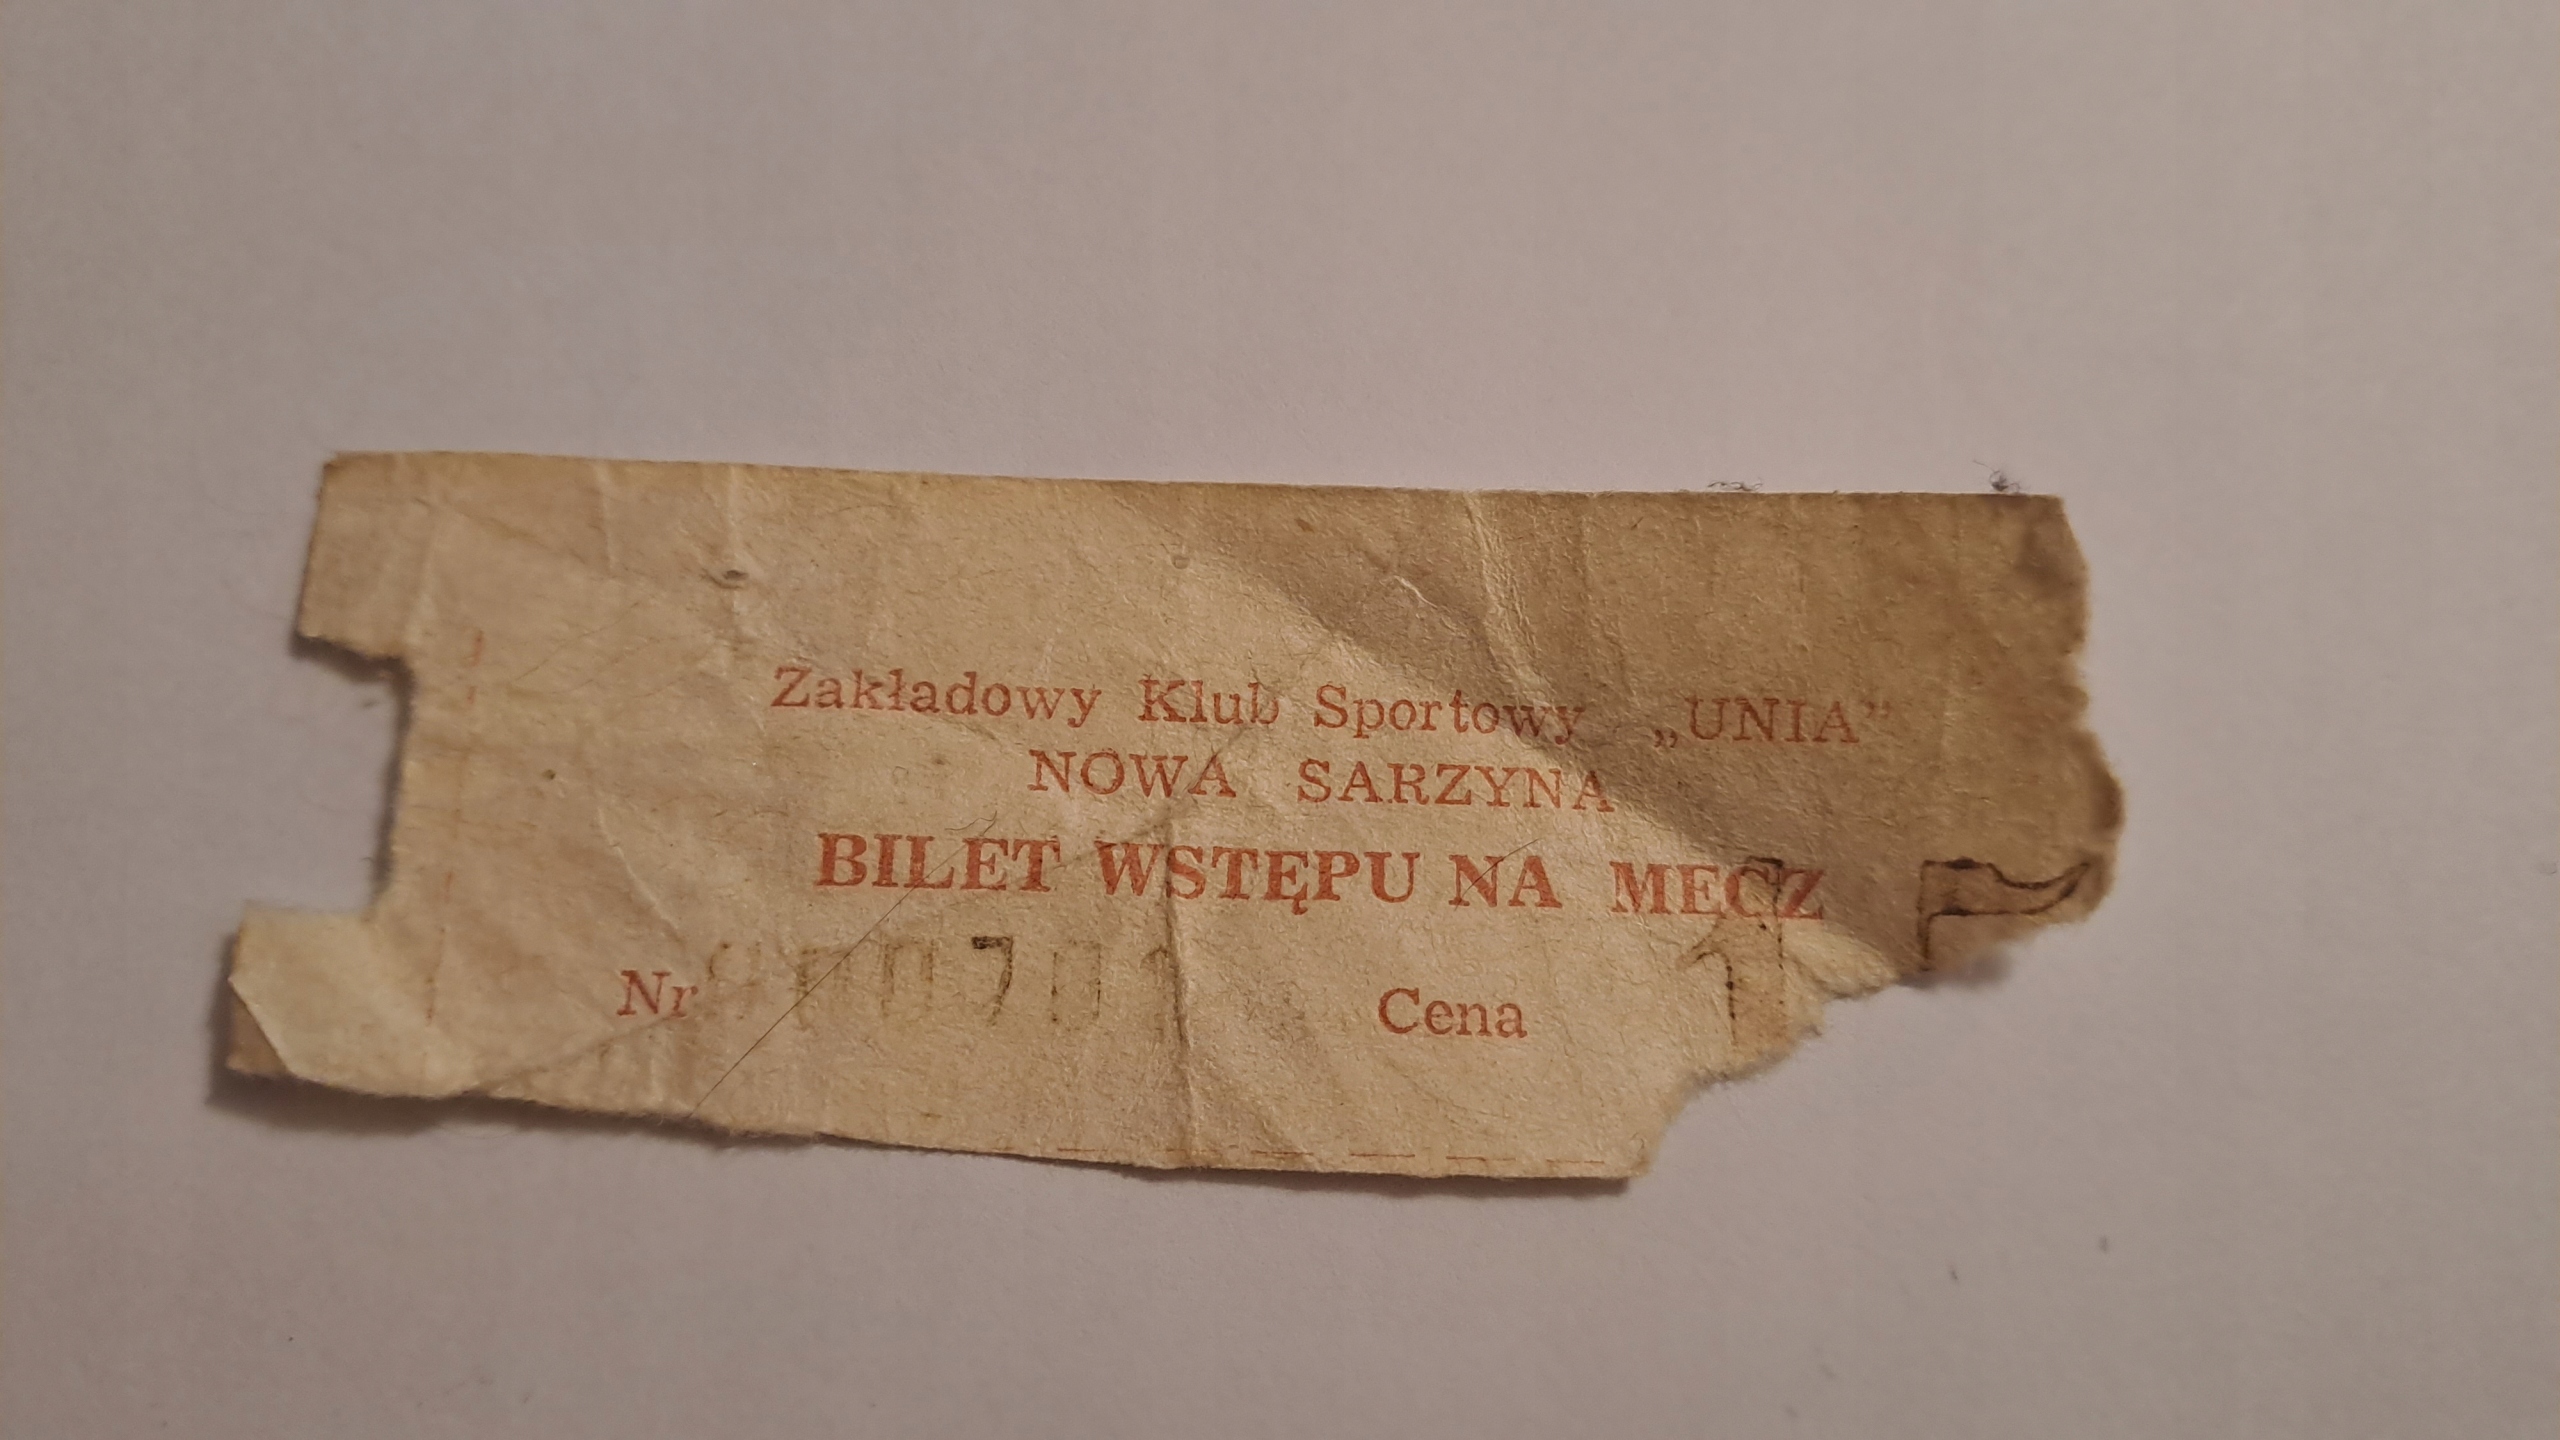 Zakładowy Klub Sportowy „UNIA”
NOWA SARZYNA
BILET WSTĘPU NA MECZ
Nr Cena